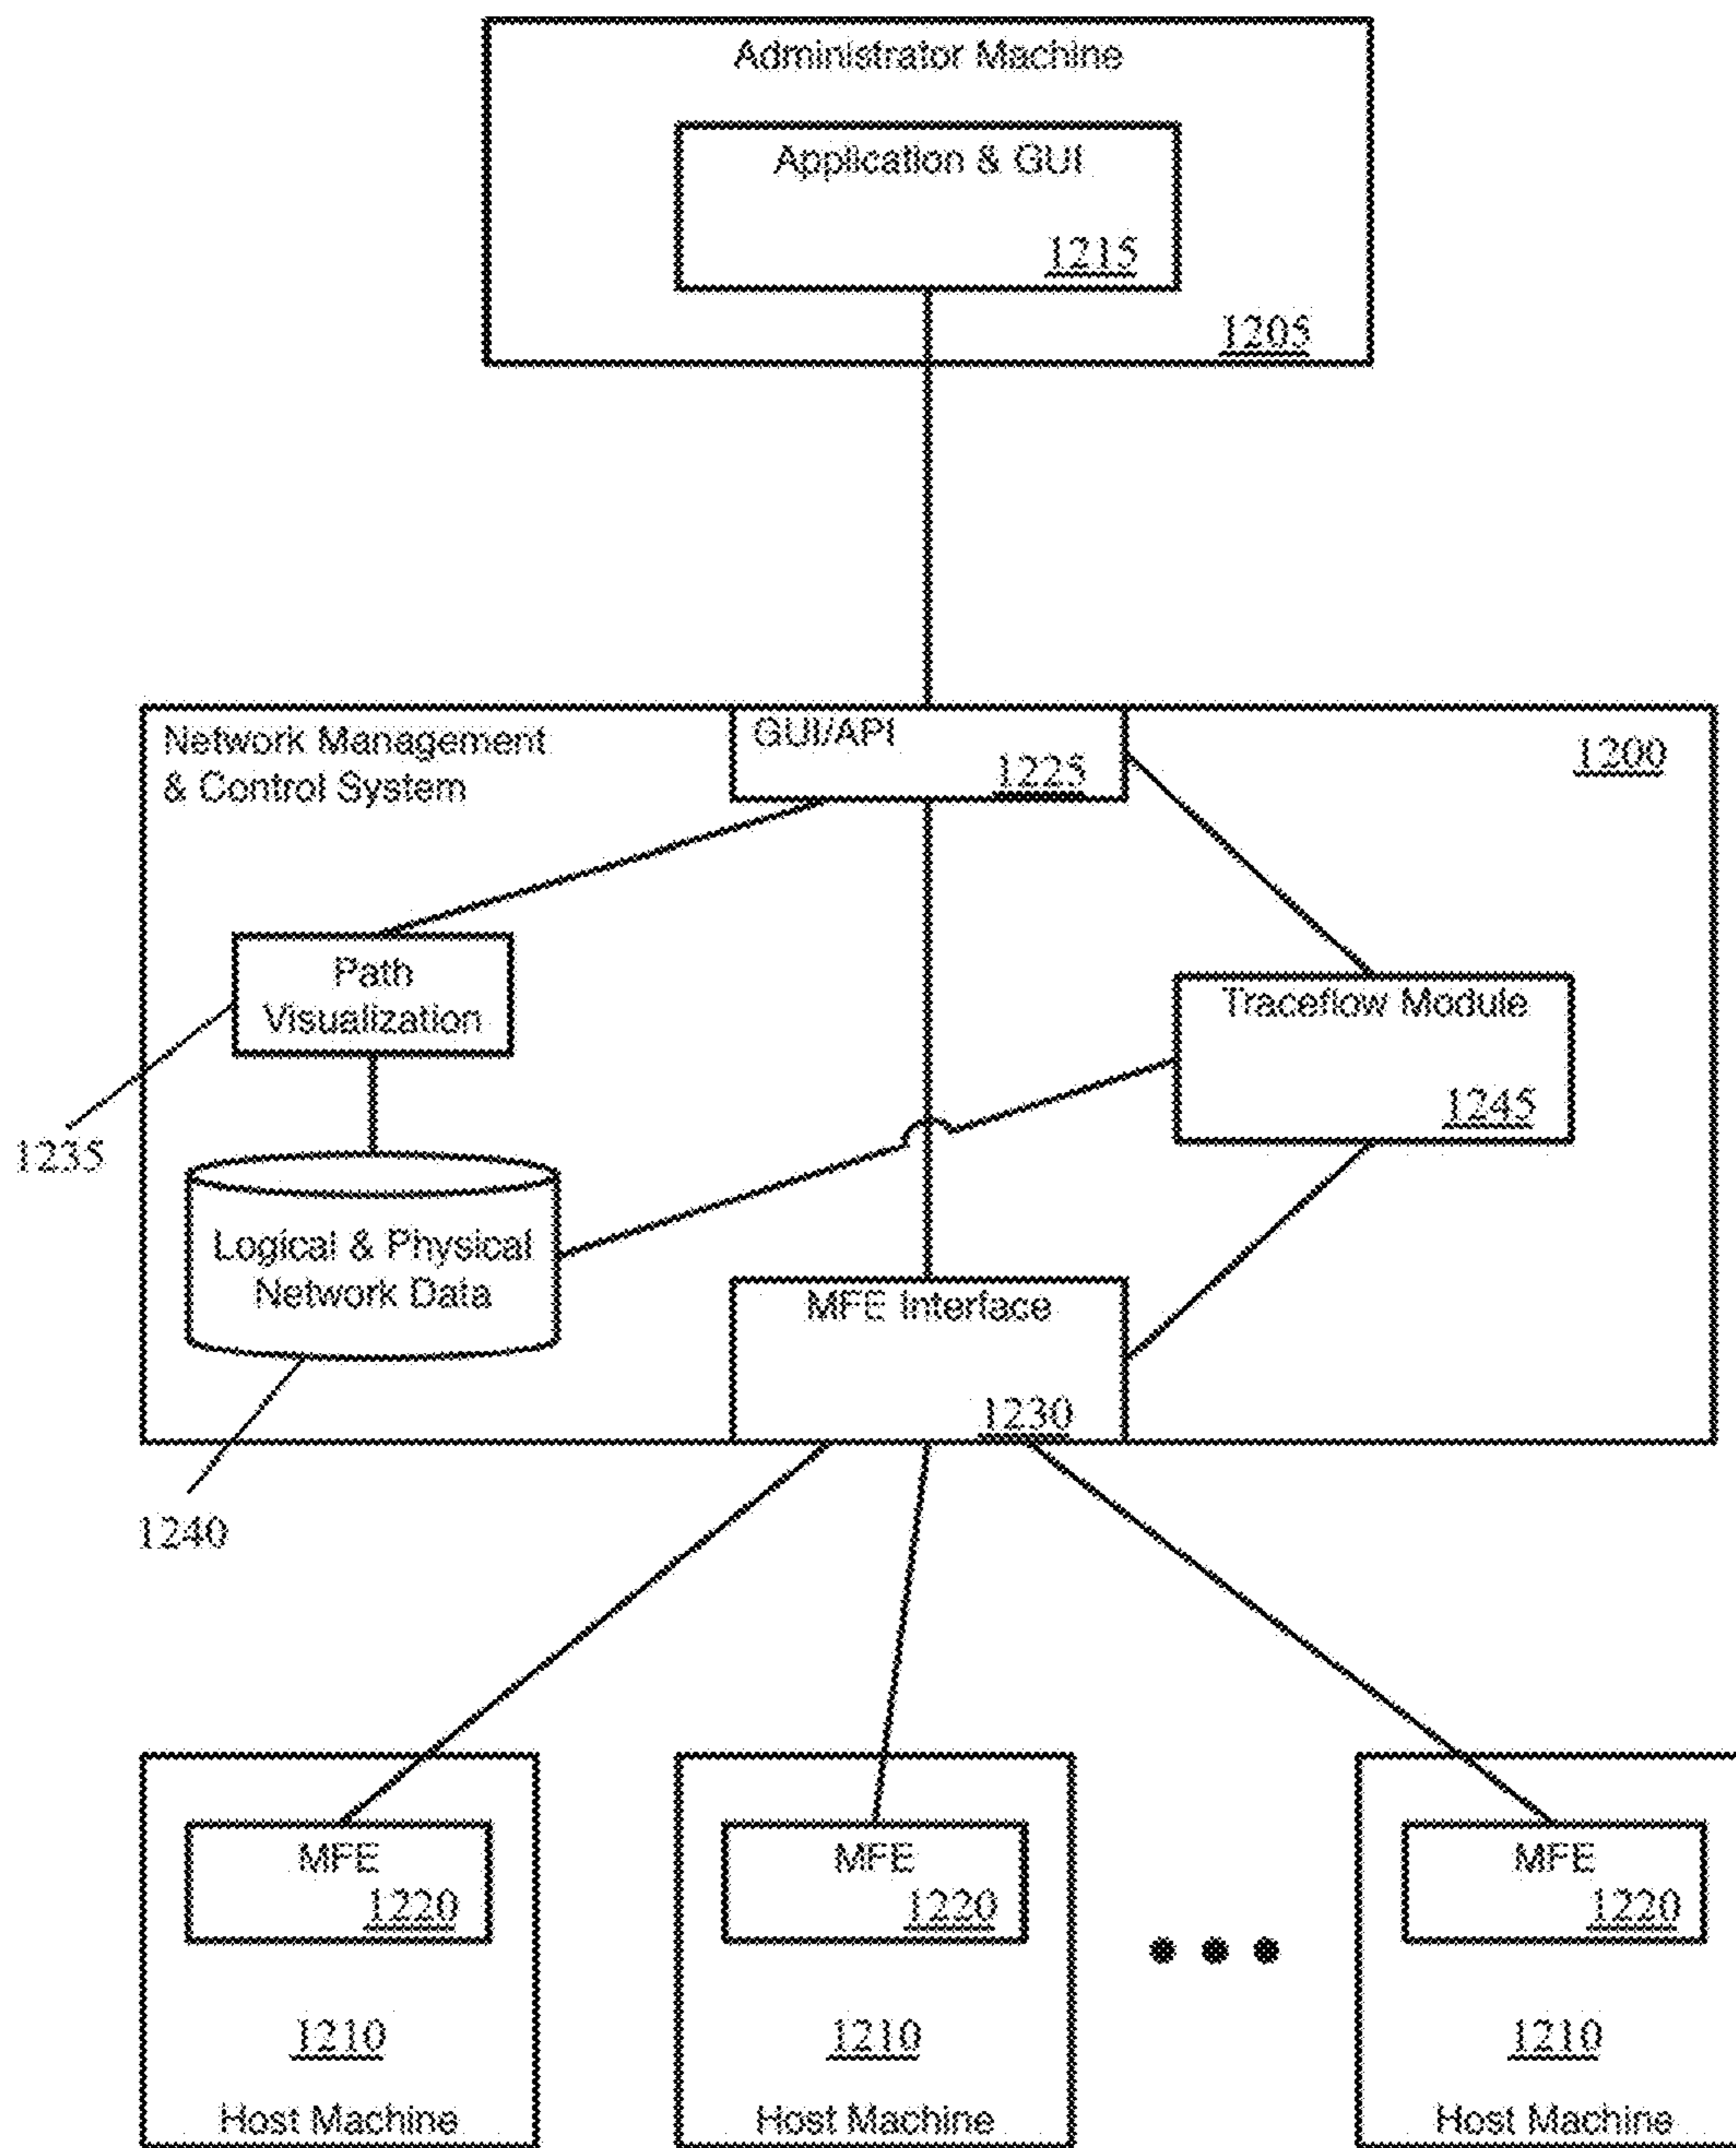 Administrator Machine
Application & GUI
1215
1205
Network Management
& Control System
GUI/API
1225
1200
Path
Visualization
Traceflow Module
1245
1235
Logical & Physical
Network Data
MFE Interface
1230
1240
MFE
1220
1210
Host Machine
MFE
1220
1210
Host Machine
MFE
1220
1210
Host Machine